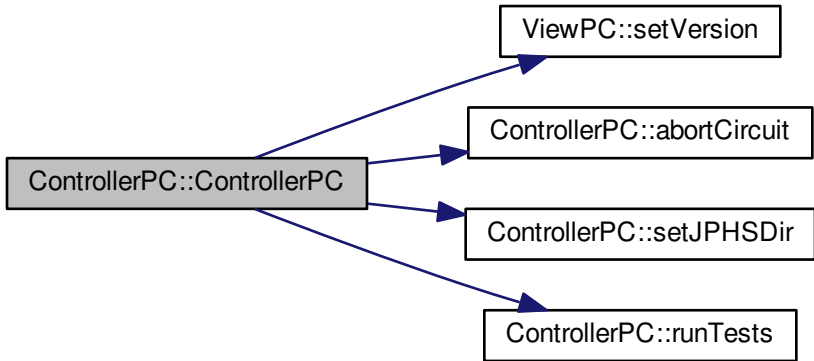 ViewPC::setVersion
ControllerPC::abortCircuit
ControllerPC::ControllerPC
ControllerPC::setJPHSDir
ControllerPC::runTests